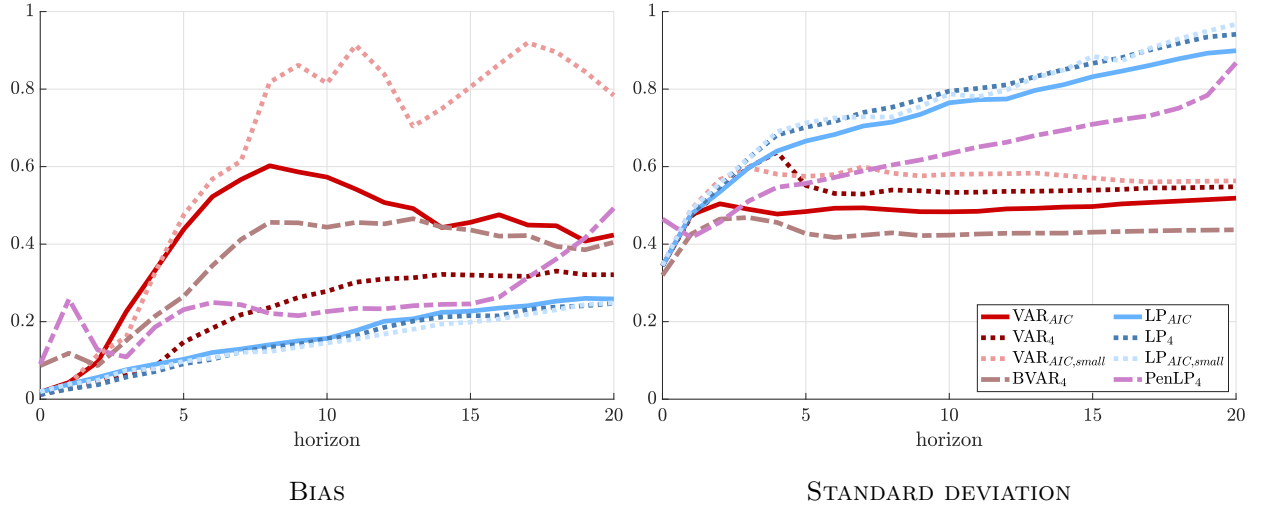 1
0.8
0.6
0.4
0.2
0
0 5 10 15 20
horizon
BIAS
1
0.8
0.6
0.4
0.2
0
0 5 10 15 20
horizon
VAR_AIC LP_AIC
VAR_4 LP_4
VAR_AIC,small LP_AIC,small
BVAR_4 PenLP_4
STANDARD DEVIATION